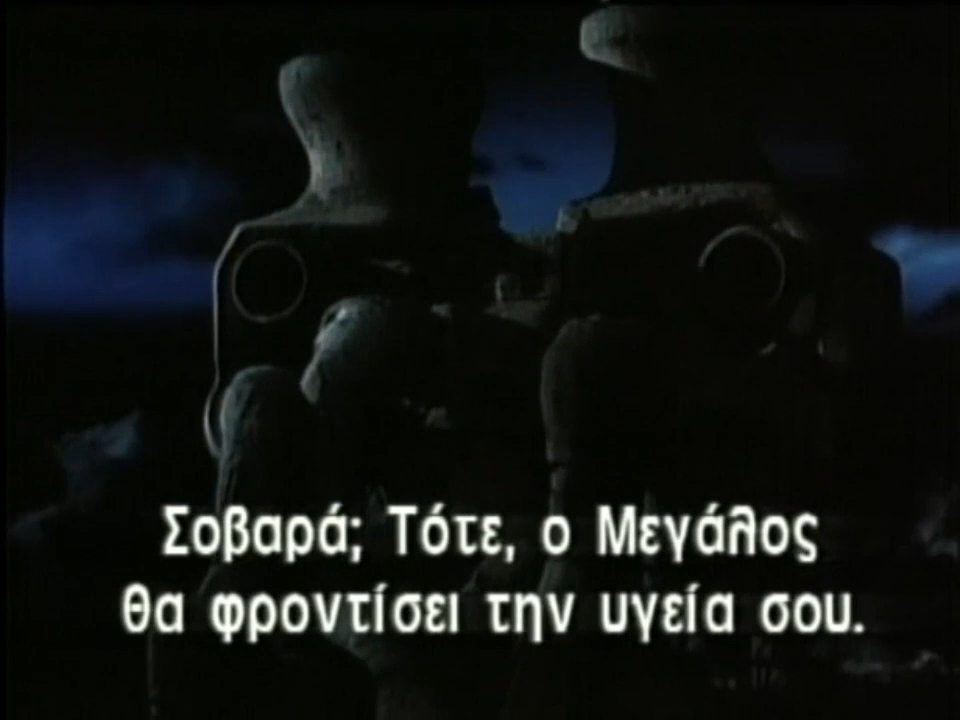 Σοβαρά; Τότε, ο Μεγάλος
θα φροντίσει την υγεία σου.